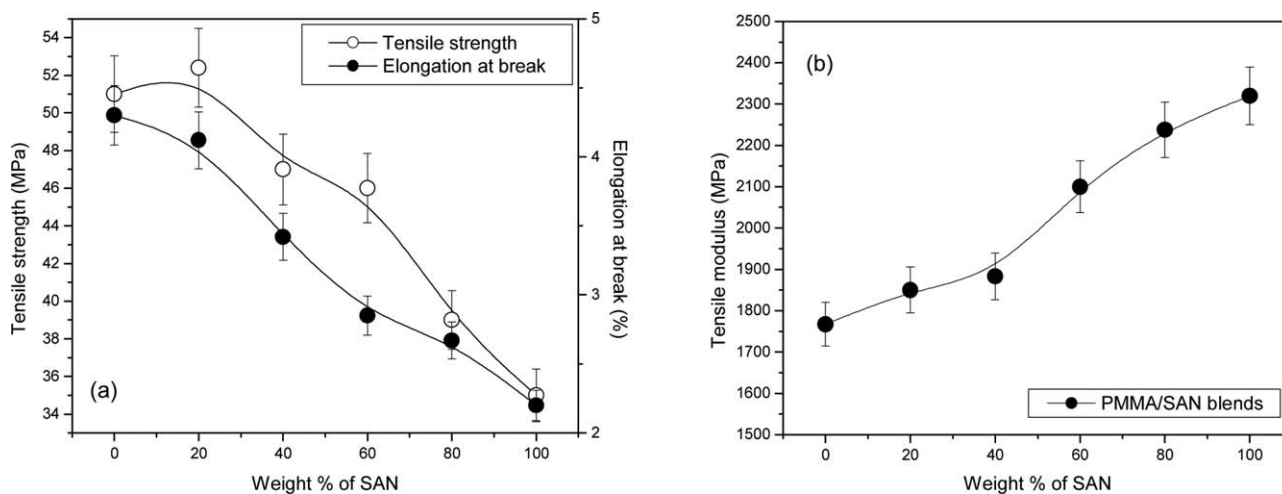 54
52
50
48
46
44
42
40
38
36
34
Tensile strength (MPa)
Tensile strength
Elongation at break
(a)
5
4
3
2
Elongation at break (%)
0 20 40 60 80 100
Weight % of SAN
2500
2400
2300
2200
2100
2000
1900
1800
1700
1600
1500
Tensile modulus (MPa)
(b)
PMMA/SAN blends
0 20 40 60 80 100
Weight % of SAN